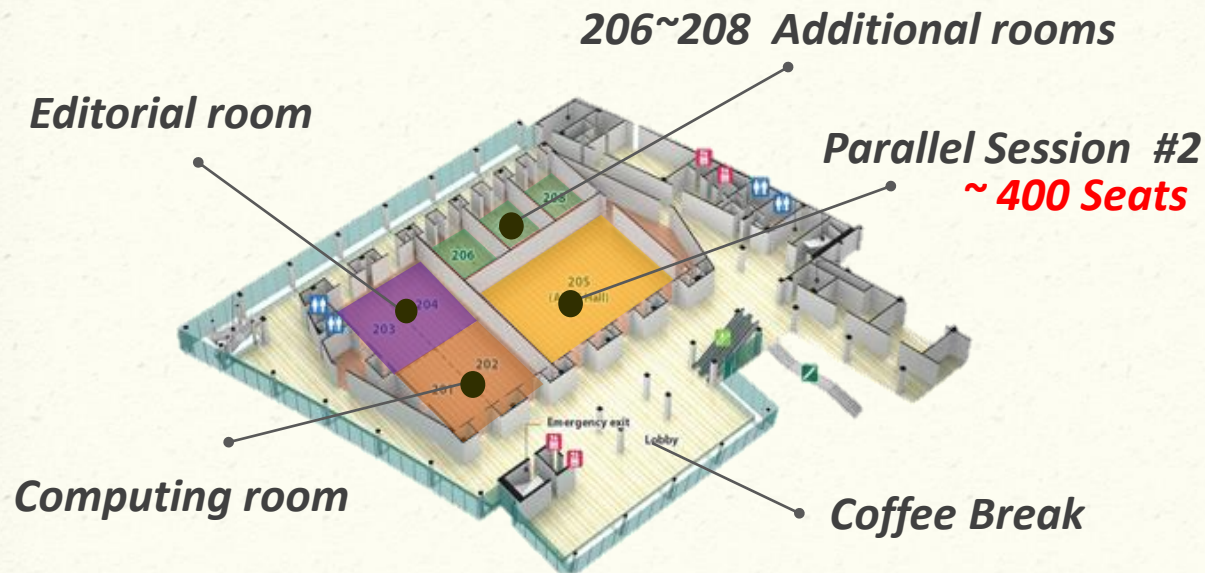 206~208 Additional rooms
Editorial room
Parallel Session #2
~ 400 Seats
208
206
205
204
203
202
201
Emergency exit
Lobby
Computing room
Coffee Break